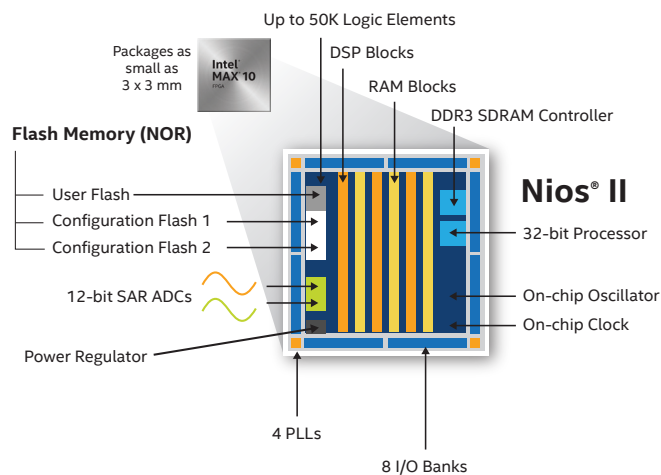 Up to 50K Logic Elements
Packages as
small as
3 x 3 mm
Intel®
MAX® 10
FPGA
DSP Blocks
RAM Blocks
DDR3 SDRAM Controller
Flash Memory (NOR)
Nios® II
User Flash
Configuration Flash 1
32-bit Processor
Configuration Flash 2
12-bit SAR ADCs
On-chip Oscillator
On-chip Clock
Power Regulator
4 PLLs
8 I/O Banks